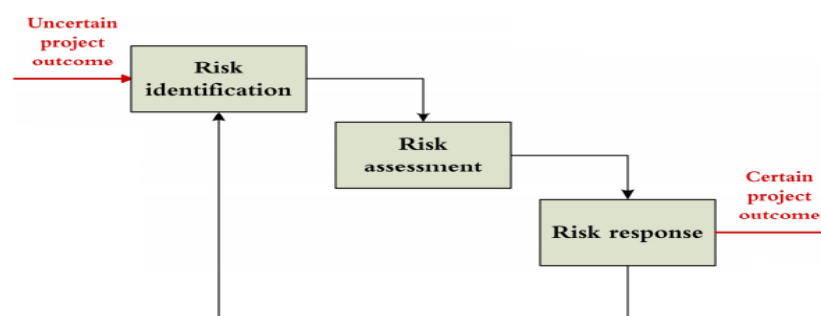 Uncertain
project
outcome
Risk
identification
Risk
assessment
Certain
project
outcome
Risk response